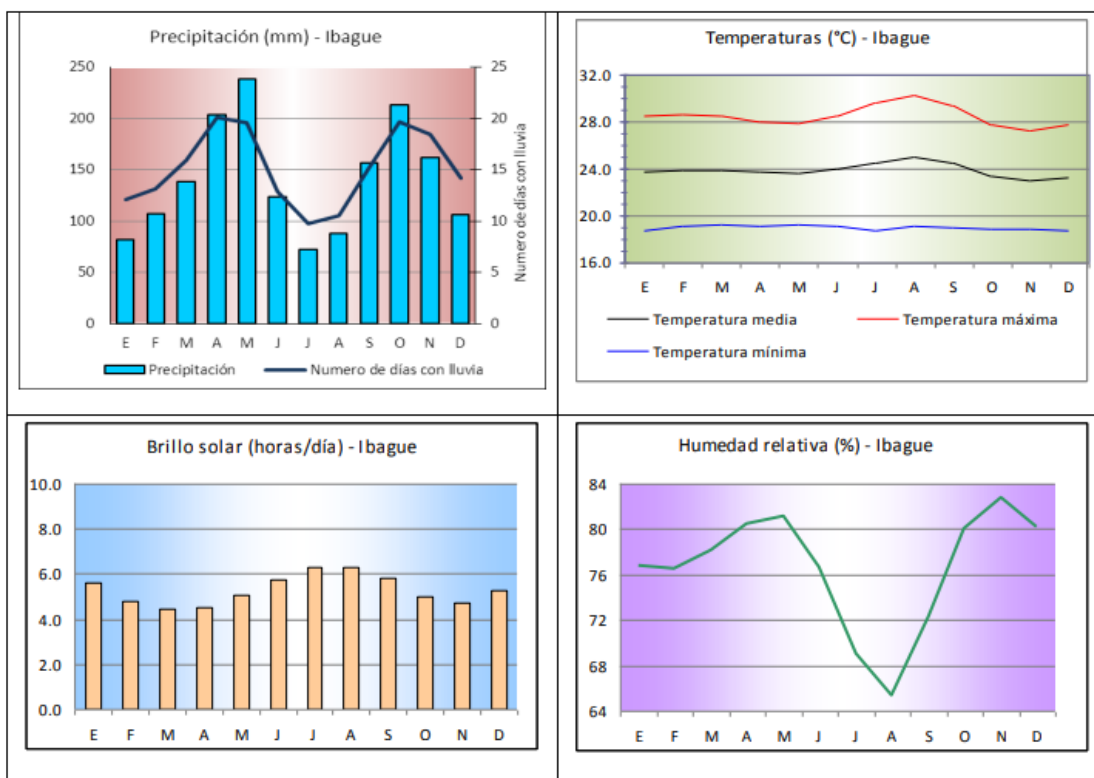 Precipitación (mm) - Ibague
250
200
150
100
50
0
25
20
15
10
5
0
Numero de días con lluvia
E F M A M J J A S O N D
Precipitación Numero de días con lluvia
Temperaturas (°C) - Ibague
32.0
28.0
24.0
20.0
16.0
E F M A M J J A S O N D
Temperatura media Temperatura máxima
Temperatura mínima
Brillo solar (horas/día) - Ibague
10.0
8.0
6.0
4.0
2.0
0.0
E F M A M J J A S O N D
Humedad relativa (%) - Ibague
84
80
76
72
68
64
E F M A M J J A S O N D